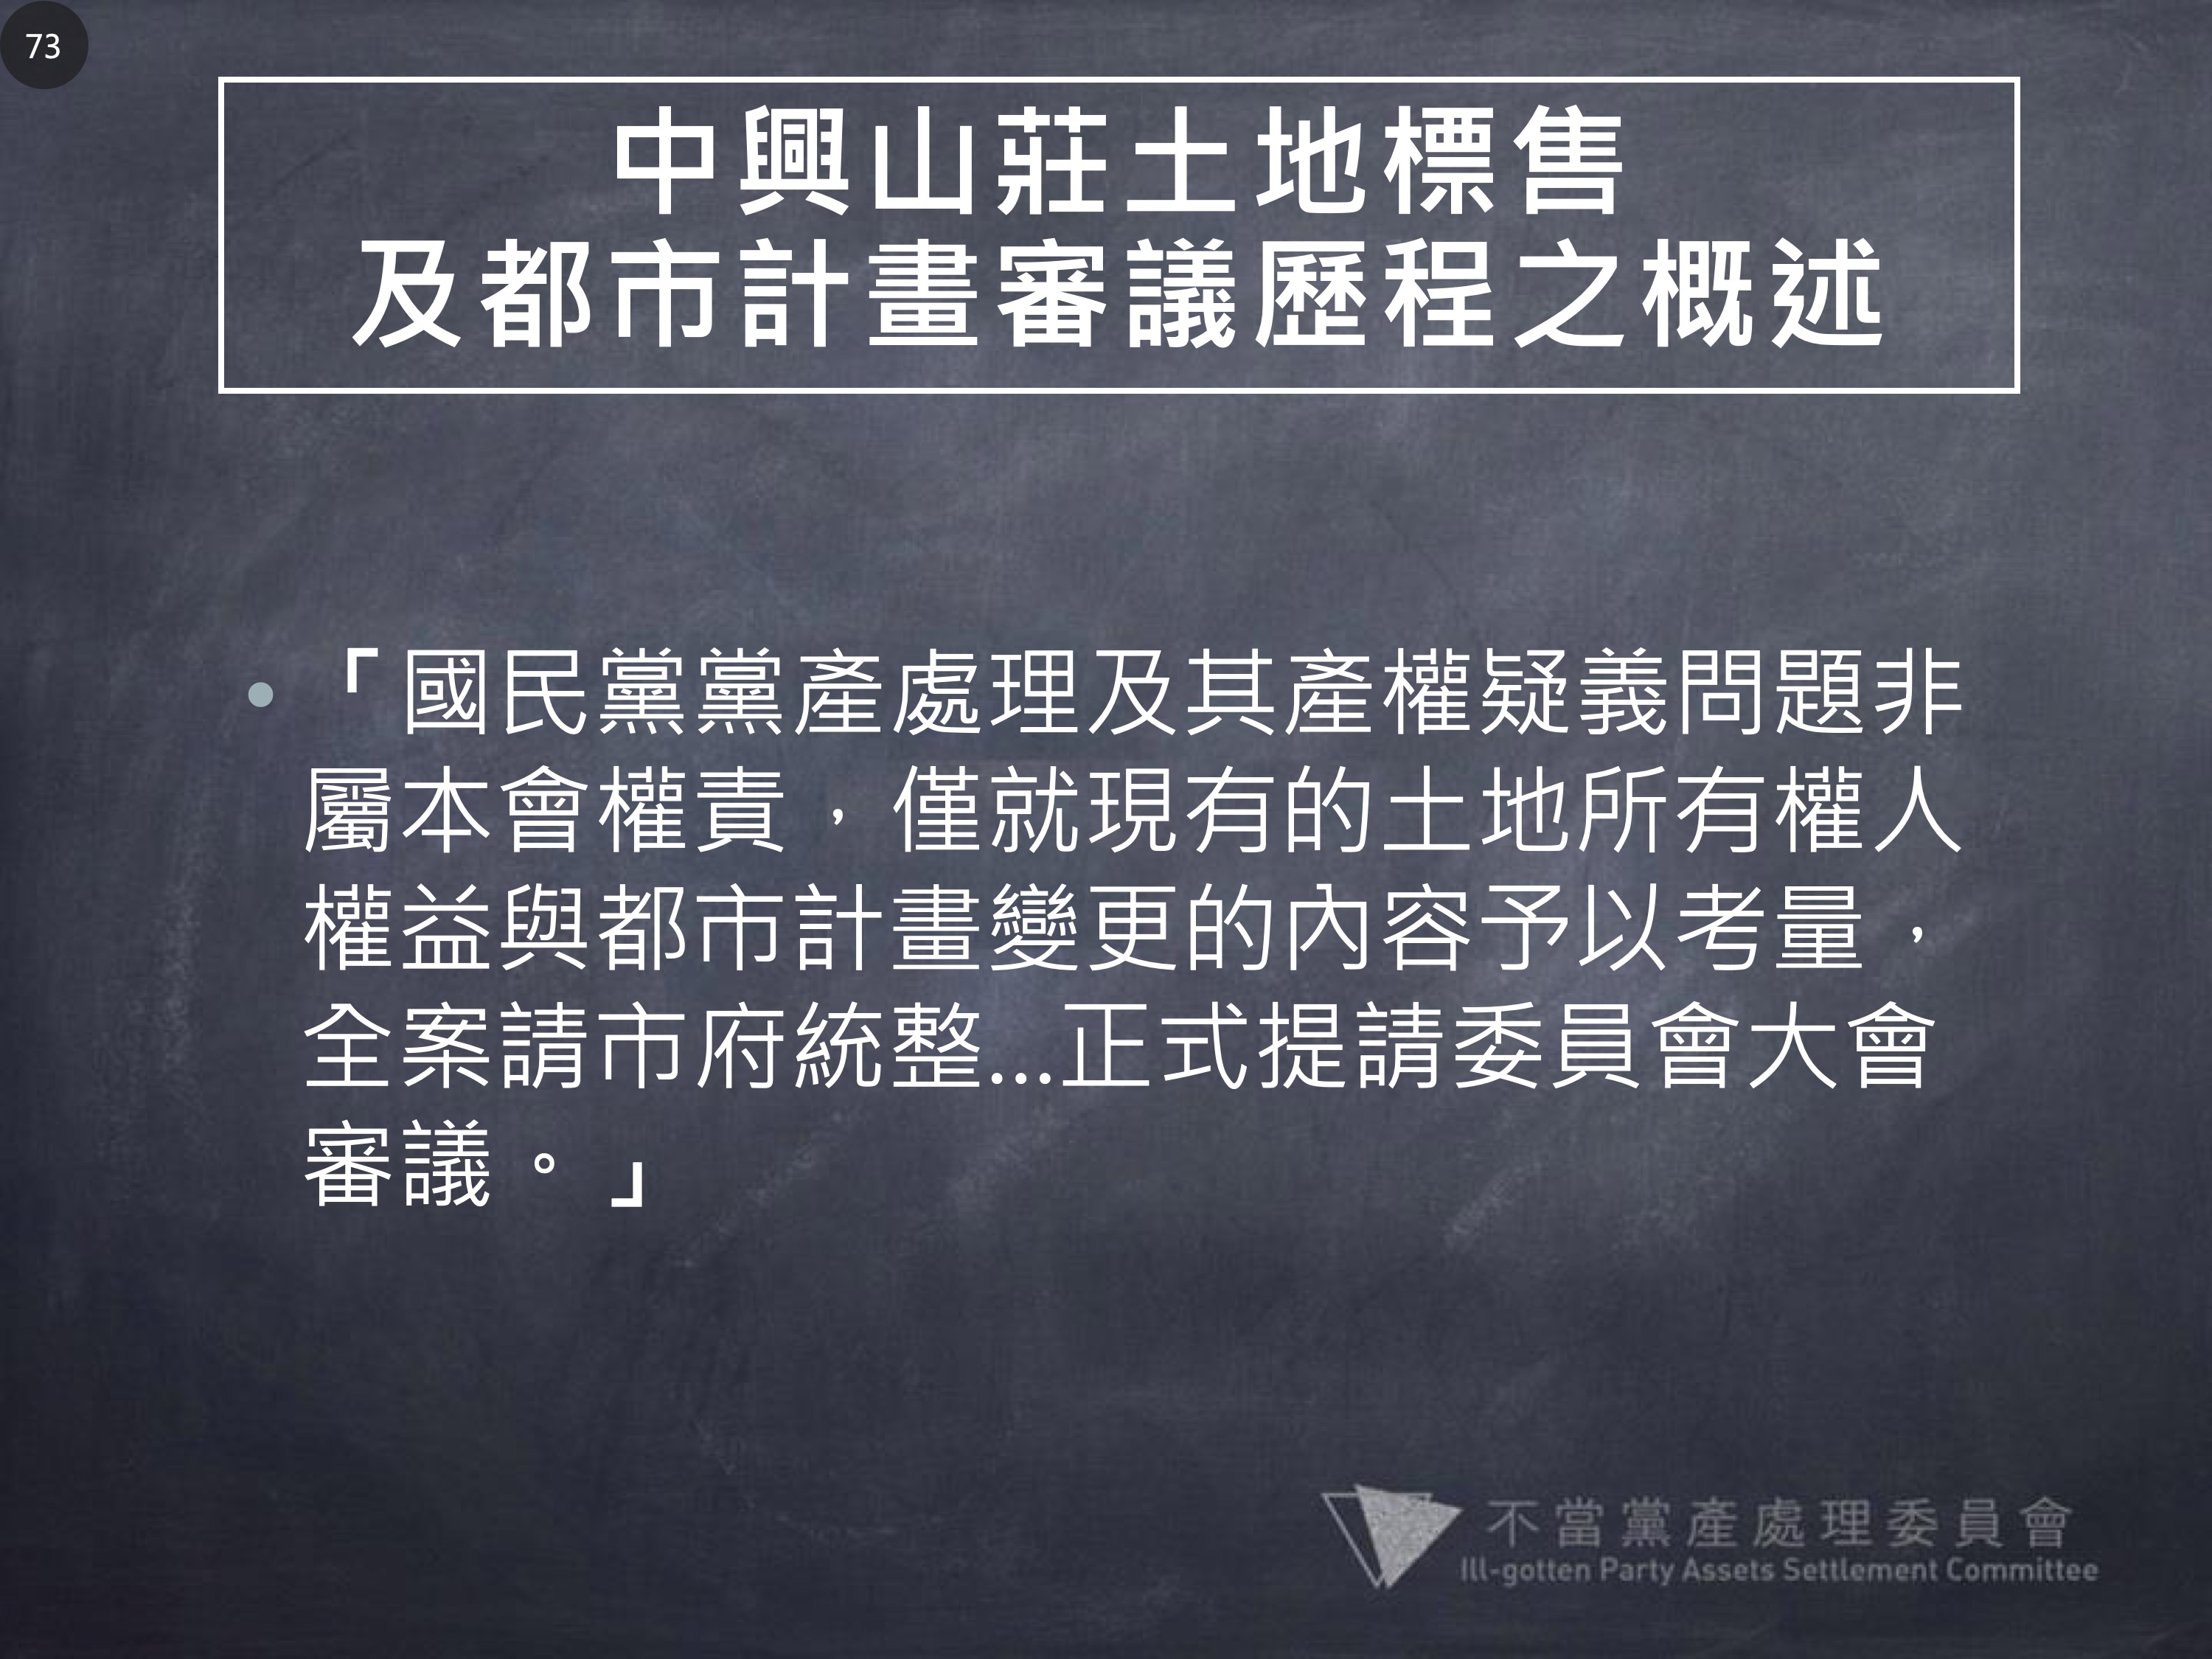 73
中興山莊土地標售
及都市計畫審議歷程之概述
•「國民黨黨產處理及其產權疑義問題非
屬本會權責，僅就現有的土地所有權人
權益與都市計畫變更的內容予以考量，
全案請市府統整...正式提請委員會大會
審議。」
不當黨產處理委員會
Ill-gotten Party Assets Settlement Committee